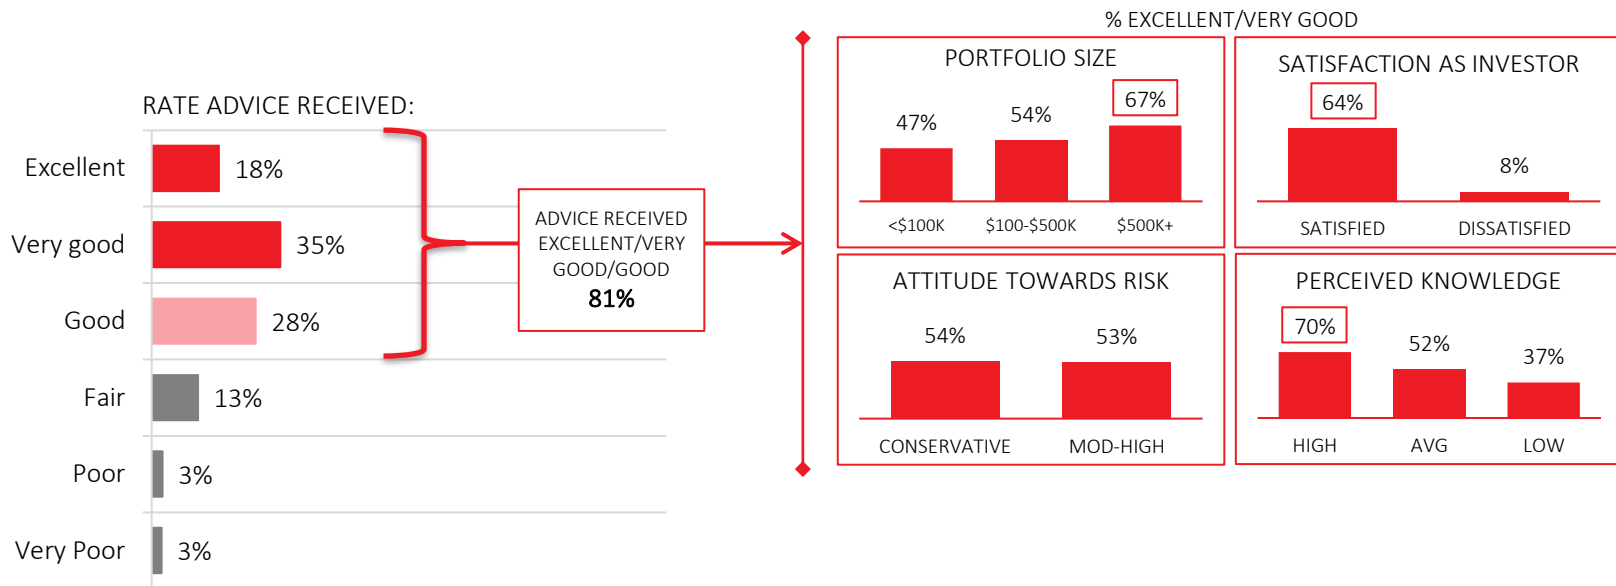 RATE ADVICE RECEIVED:
Excellent 18%
Very good 35%
Good 28%
Fair 13%
Poor 3%
Very Poor 3%
ADVICE RECEIVED
EXCELLENT/VERY
GOOD/GOOD
81%
% EXCELLENT/VERY GOOD
PORTFOLIO SIZE
47% 54% 67%
<$100K $100-$500K $500K+
SATISFACTION AS INVESTOR
64% 8%
SATISFIED DISSATISFIED
ATTITUDE TOWARDS RISK
54% 53%
CONSERVATIVE MOD-HIGH
PERCEIVED KNOWLEDGE
70% 52% 37%
HIGH AVG LOW